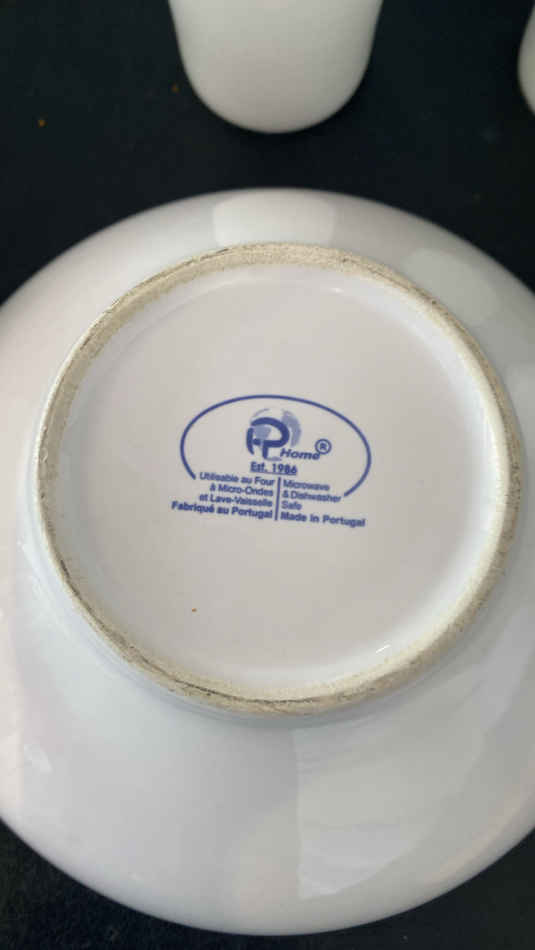 PL Home ®
Est. 1986
Utilisable au Four
à Micro-Ondes
et Lave-Vaisselle
Fabriqué au Portugal
Microwave
& Dishwasher
Safe
Made in Portugal